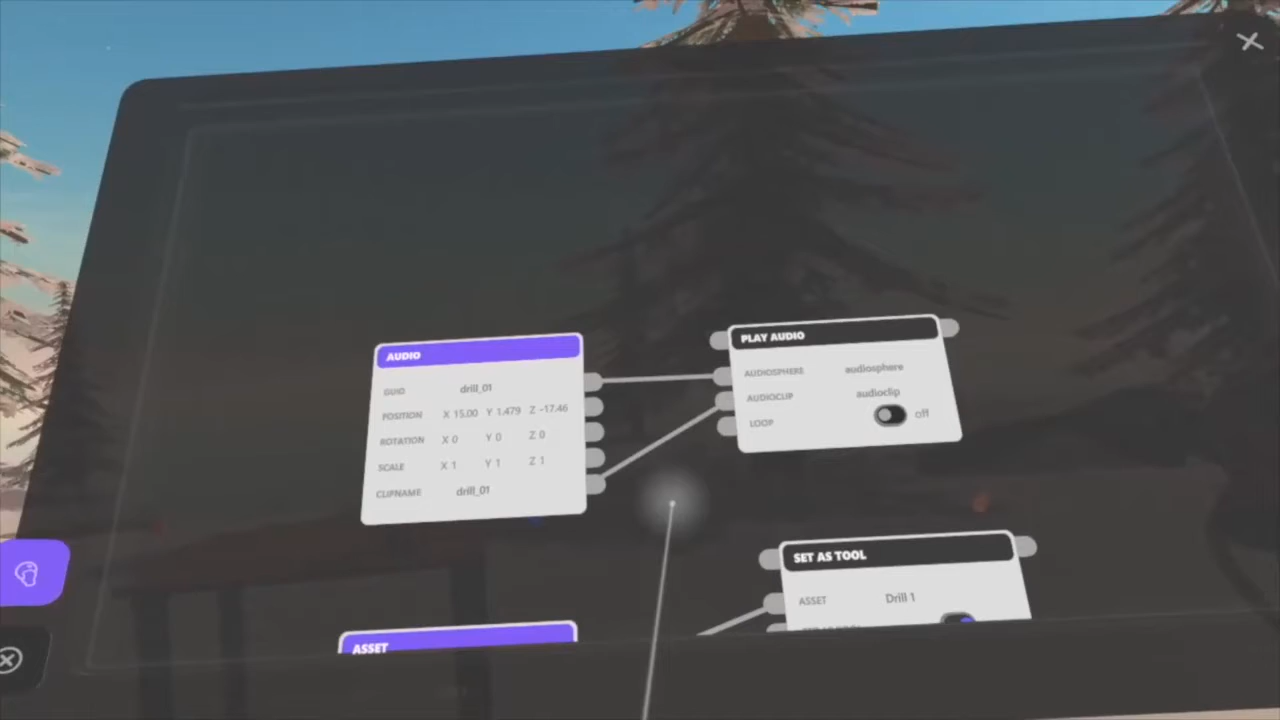 AUDIO
GUID drill_01
POSITION X 15.00 Y 1.479 Z -17.46
ROTATION X 0 Y 0 Z 0
SCALE X 1 Y 1 Z 1
CLIPNAME drill_01
PLAY AUDIO
AUDIOSPHERE audiosphere
AUDIOCLIP audioclip
LOOP off
SET AS TOOL
ASSET Drill 1
ASSET